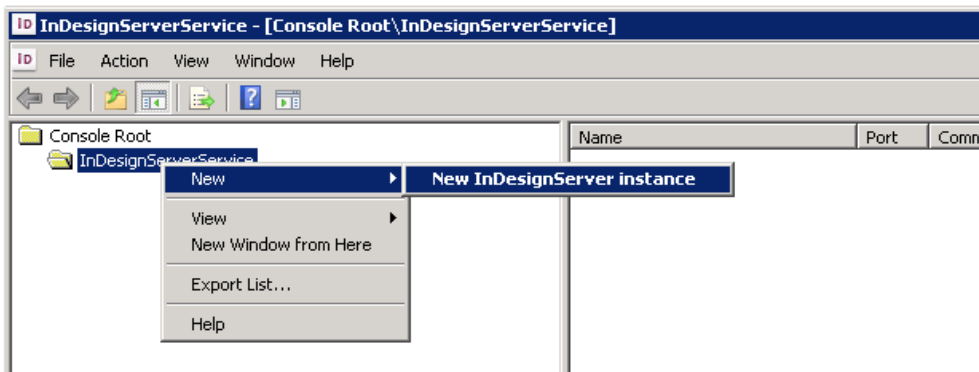 ID InDesignServerService - [Console Root\InDesignServerService]
ID File Action View Window Help
?
Console Root
InDesignServerService
Name Port
New New InDesignServer instance
View
New Window from Here
Export List...
Help